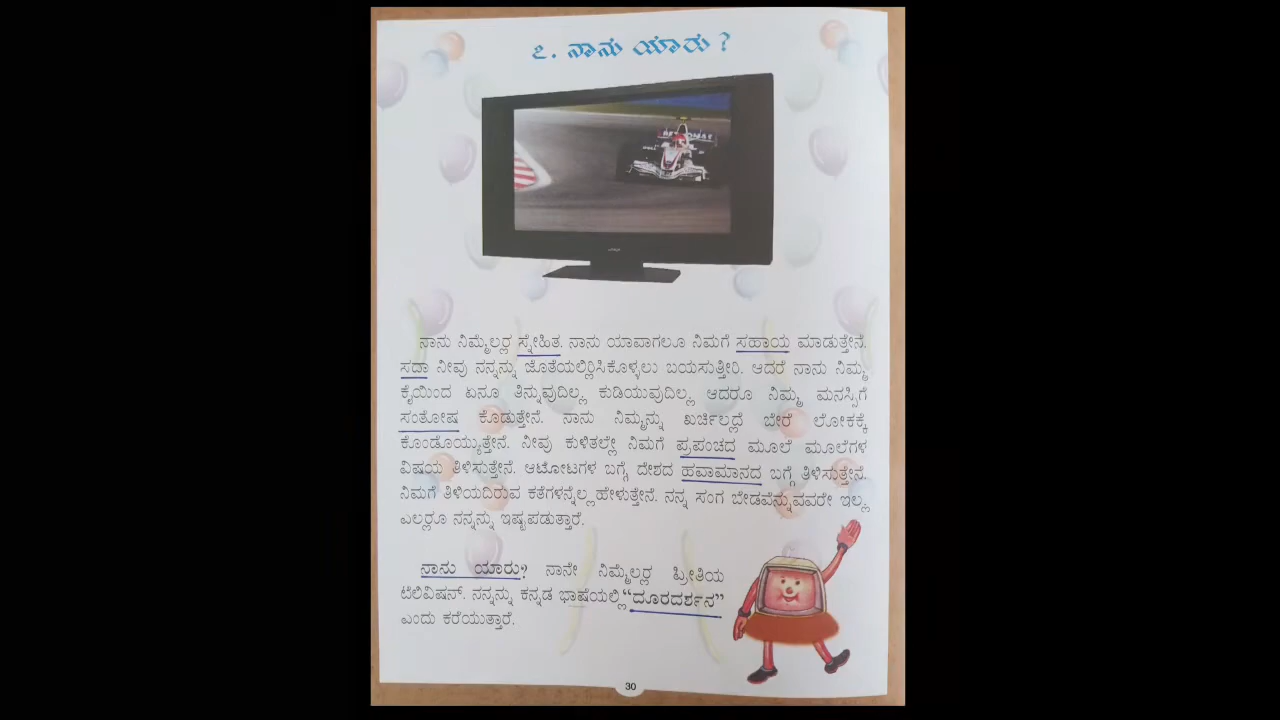 ೭. ನಾನು ಯಾರು ?
PETRONAS
ನಾನು ನಿಮ್ಮೆಲ್ಲರ ಸ್ನೇಹಿತ. ನಾನು ಯಾವಾಗಲೂ ನಿಮಗೆ ಸಹಾಯ ಮಾಡುತ್ತೇನೆ.
ಸದಾ ನೀವು ನನ್ನನ್ನು ಜೊತೆಯಲ್ಲಿರಿಸಿಕೊಳ್ಳಲು ಬಯಸುತ್ತೀರಿ. ಆದರೆ ನಾನು ನಿಮ್ಮ
ಕೈಯಿಂದ ಏನೂ ತಿನ್ನುವುದಿಲ್ಲ ಕುಡಿಯುವುದಿಲ್ಲ ಆದರೂ ನಿಮ್ಮ ಮನಸ್ಸಿಗೆ
ಸಂತೋಷ ಕೊಡುತ್ತೇನೆ. ನಾನು ನಿಮ್ಮನ್ನು ಖರ್ಚಿಲ್ಲದೆ ಬೇರೆ ಲೋಕಕ್ಕೆ
ಕೊಂಡೊಯ್ಯುತ್ತೇನೆ. ನೀವು ಕುಳಿತಲ್ಲೇ ನಿಮಗೆ ಪ್ರಪಂಚದ ಮೂಲೆ ಮೂಲೆಗಳ
ವಿಷಯ ತಿಳಿಸುತ್ತೇನೆ. ಆಟೋಟಗಳ ಬಗ್ಗೆ ದೇಶದ ಹವಾಮಾನದ ಬಗ್ಗೆ ತಿಳಿಸುತ್ತೇನೆ.
ನಿಮಗೆ ತಿಳಿಯದಿರುವ ಕತೆಗಳನ್ನೆಲ್ಲ ಹೇಳುತ್ತೇನೆ. ನನ್ನ ಸಂಗ ಬೇಡವೆನ್ನುವವರೇ ಇಲ್ಲ.
ಎಲ್ಲರೂ ನನ್ನನ್ನು ಇಷ್ಟಪಡುತ್ತಾರೆ.
ನಾನು ಯಾರು? ನಾನೇ ನಿಮ್ಮೆಲ್ಲರ ಪ್ರೀತಿಯ
ಟೆಲಿವಿಷನ್. ನನ್ನನ್ನು ಕನ್ನಡ ಭಾಷೆಯಲ್ಲಿ “ದೂರದರ್ಶನ”
ಎಂದು ಕರೆಯುತ್ತಾರೆ.
30